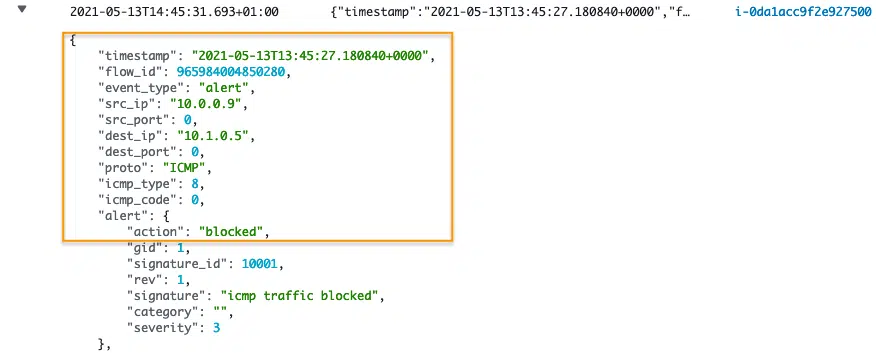 2021-05-13T14:45:31.693+01:00 {"timestamp":"2021-05-13T13:45:27.180840+0000","f... i-0da1acc9f2e927500
{
"timestamp": "2021-05-13T13:45:27.180840+0000",
"flow_id": 965984004850280,
"event_type": "alert",
"src_ip": "10.0.0.9",
"src_port": 0,
"dest_ip": "10.1.0.5",
"dest_port": 0,
"proto": "ICMP",
"icmp_type": 8,
"icmp_code": 0,
"alert": {
"action": "blocked",
"gid": 1,
"signature_id": 10001,
"rev": 1,
"signature": "icmp traffic blocked",
"category": "",
"severity": 3
},